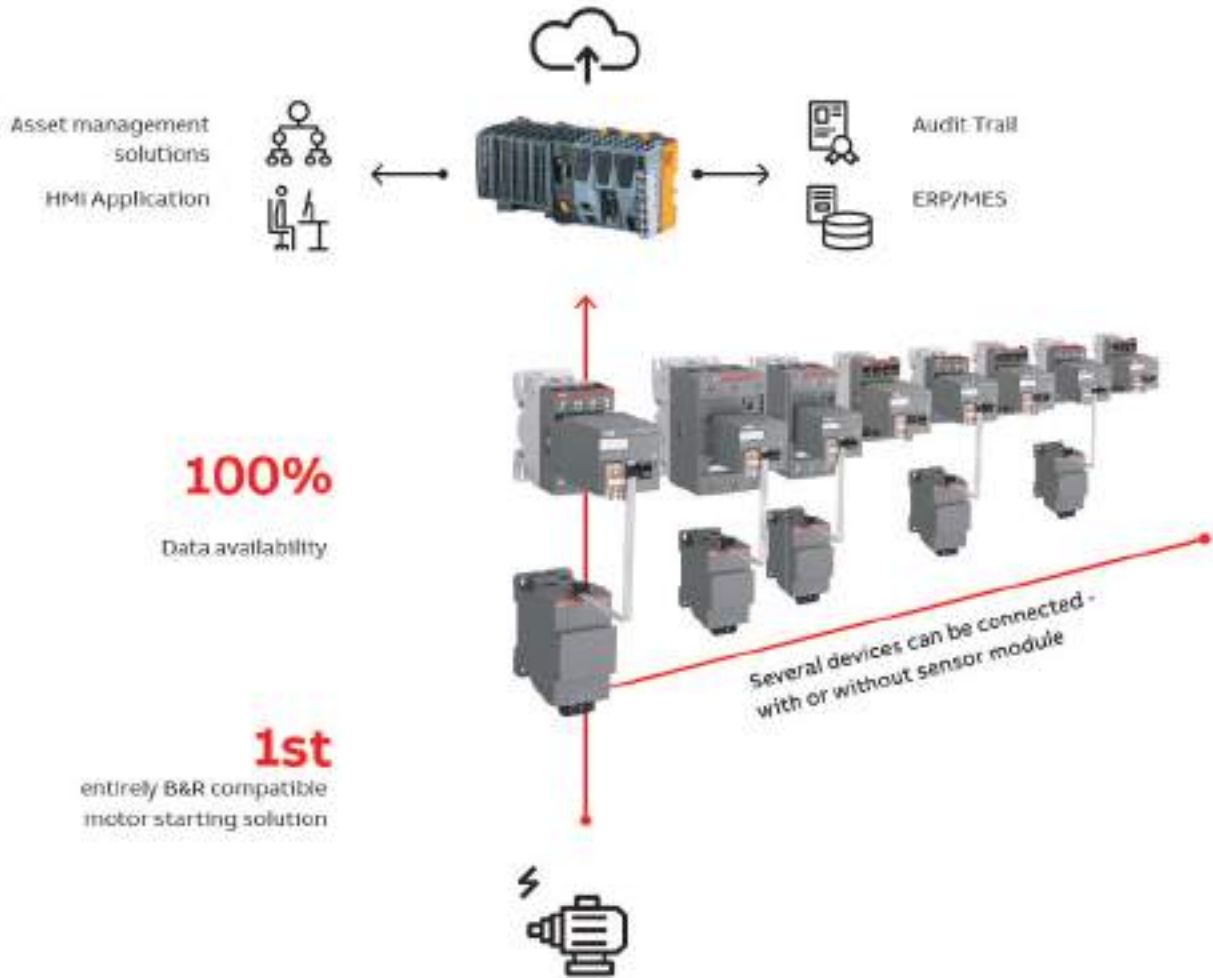 Asset management
solutions
HMI Application
Audit Trail
ERP/MES
100%
Data availability
Several devices can be connected -
with or without sensor module
1st
entirely B&R compatible
motor starting solution